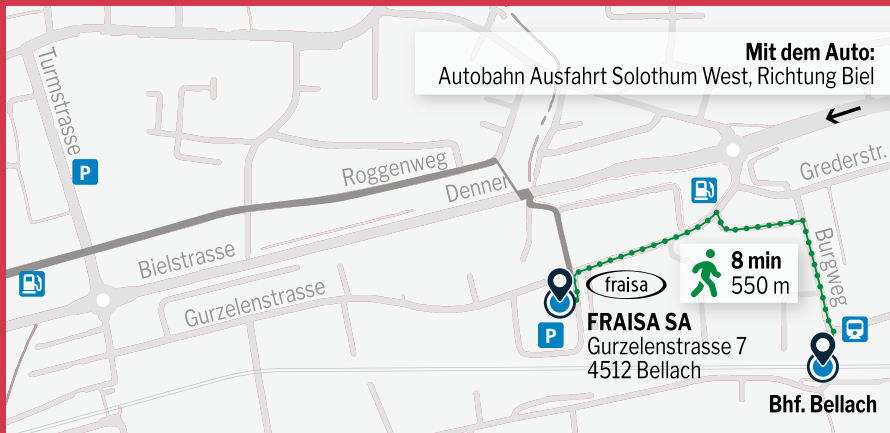 Mit dem Auto:
Autobahn Ausfahrt Solothum West, Richtung Biel
Turmstrasse
P
Roggenweg
Denner
Grederstr.
Bielstrasse
Burgweg
8 min
550 m
fraisa
Gurzelenstrasse
P
FRAISA SA
Gurzelenstrasse 7
4512 Bellach
Bhf. Bellach